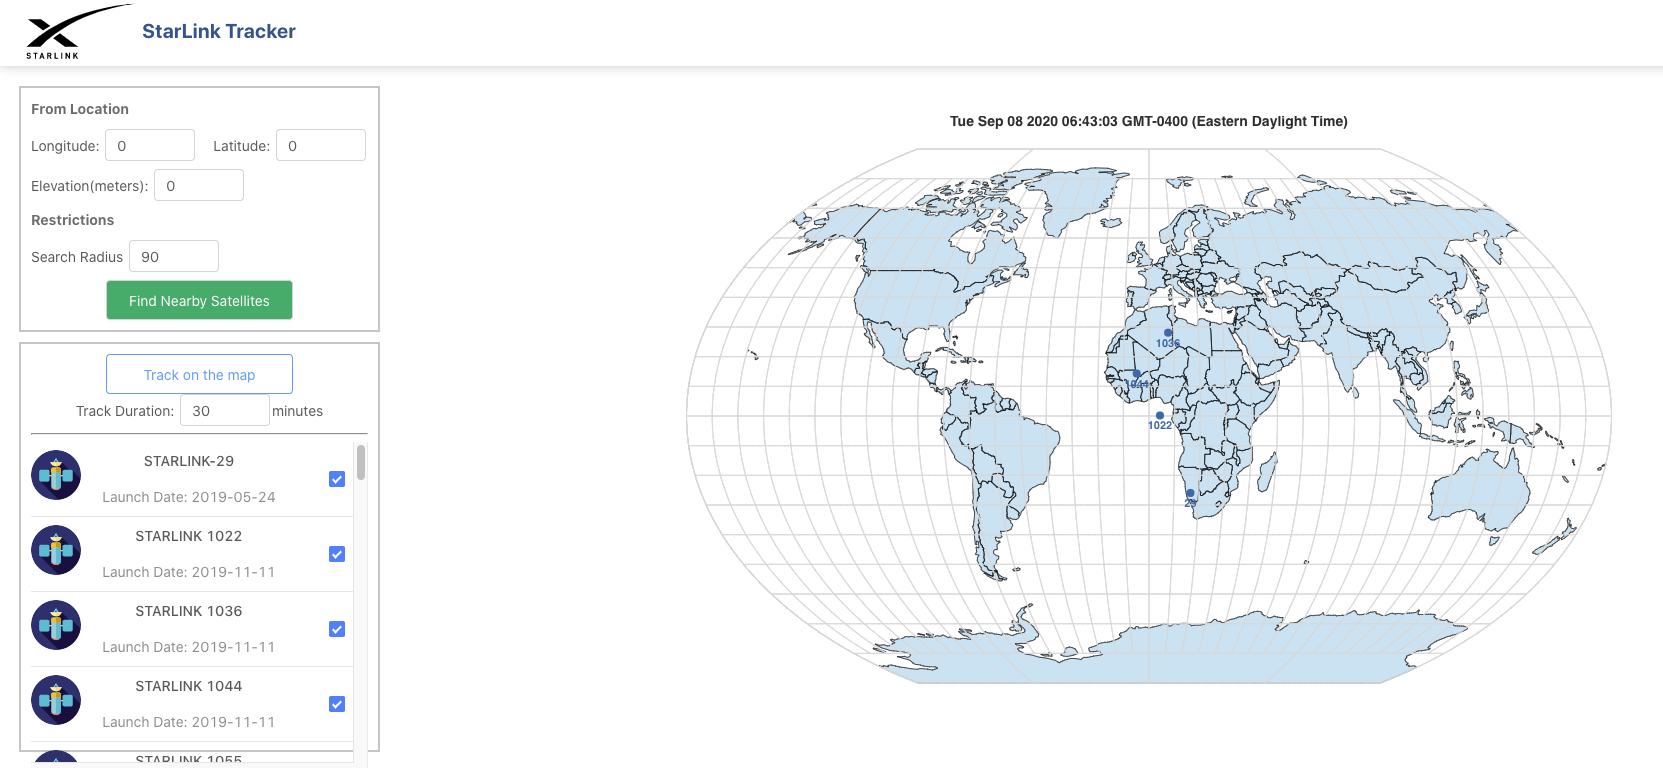 STARLINK
StarLink Tracker
From Location
Longitude: 0 Latitude: 0
Elevation(meters): 0
Restrictions
Search Radius 90
Find Nearby Satellites
Track on the map
Track Duration: 30 minutes
STARLINK-29
Launch Date: 2019-05-24
STARLINK 1022
Launch Date: 2019-11-11
STARLINK 1036
Launch Date: 2019-11-11
STARLINK 1044
Launch Date: 2019-11-11
STARLINK 1055
Tue Sep 08 2020 06:43:03 GMT-0400 (Eastern Daylight Time)
1036
1044
1022
29